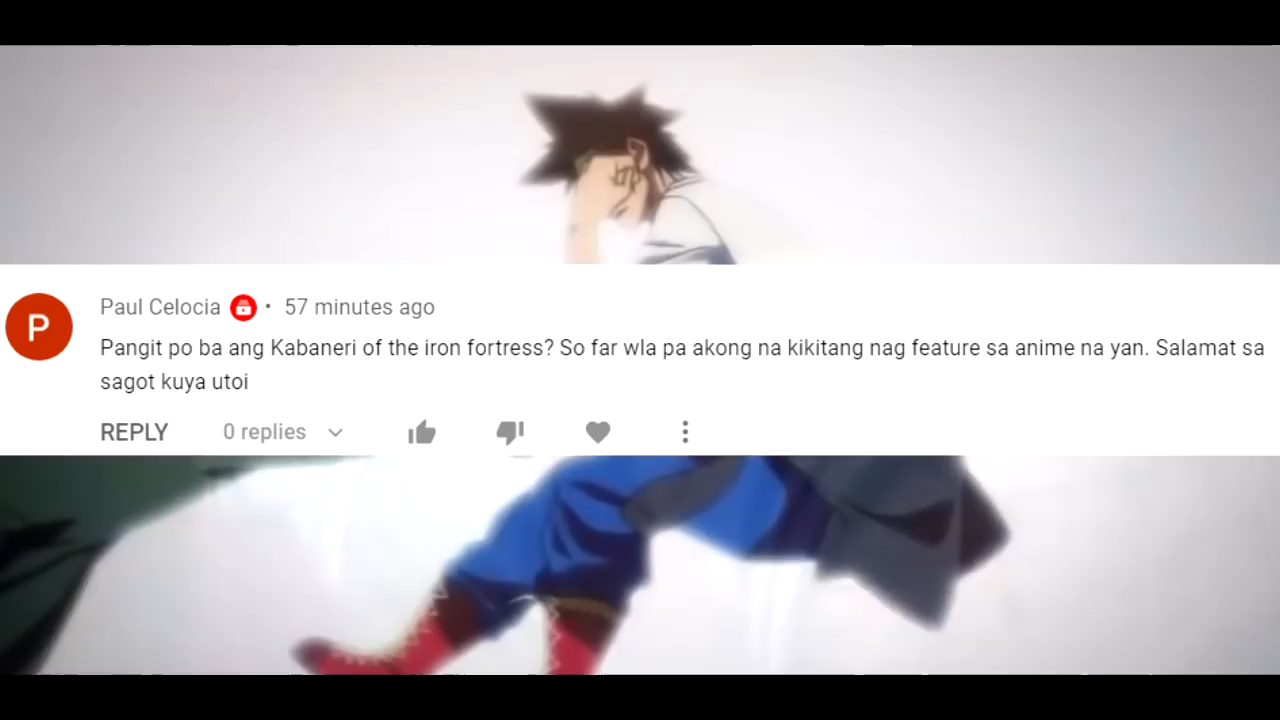 P
Paul Celocia • 57 minutes ago
Pangit po ba ang Kabaneri of the iron fortress? So far wla pa akong na kikitang nag feature sa anime na yan. Salamat sa
sagot kuya utoi
REPLY 0 replies